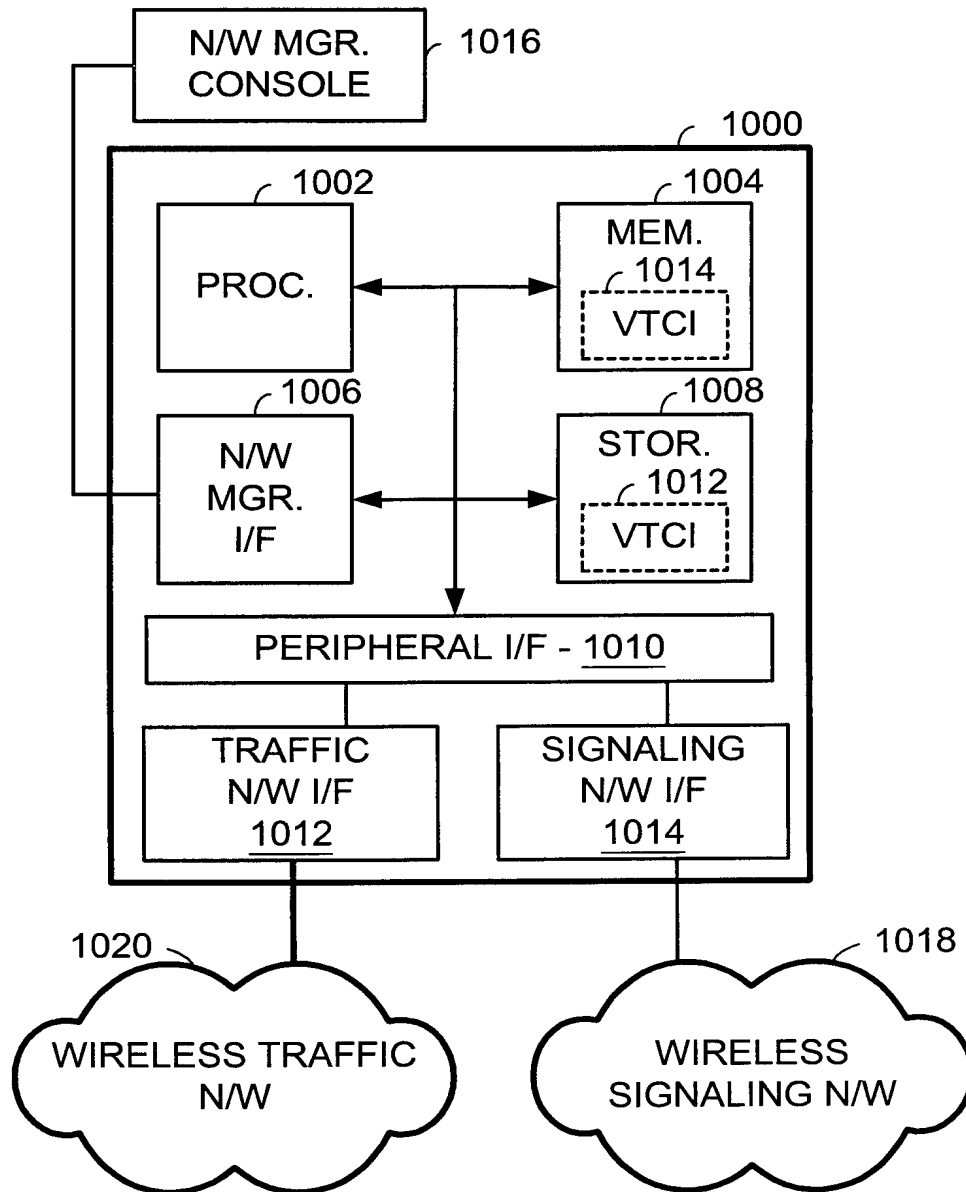 N/W MGR.
CONSOLE
1016
1000
1002
PROC.
1004
MEM.
1014
VTCI
1006
N/W
MGR.
I/F
1008
STOR.
1012
VTCI
PERIPHERAL I/F - 1010
TRAFFIC
N/W I/F
1012
SIGNALING
N/W I/F
1014
1020
WIRELESS TRAFFIC
N/W
1018
WIRELESS
SIGNALING N/W